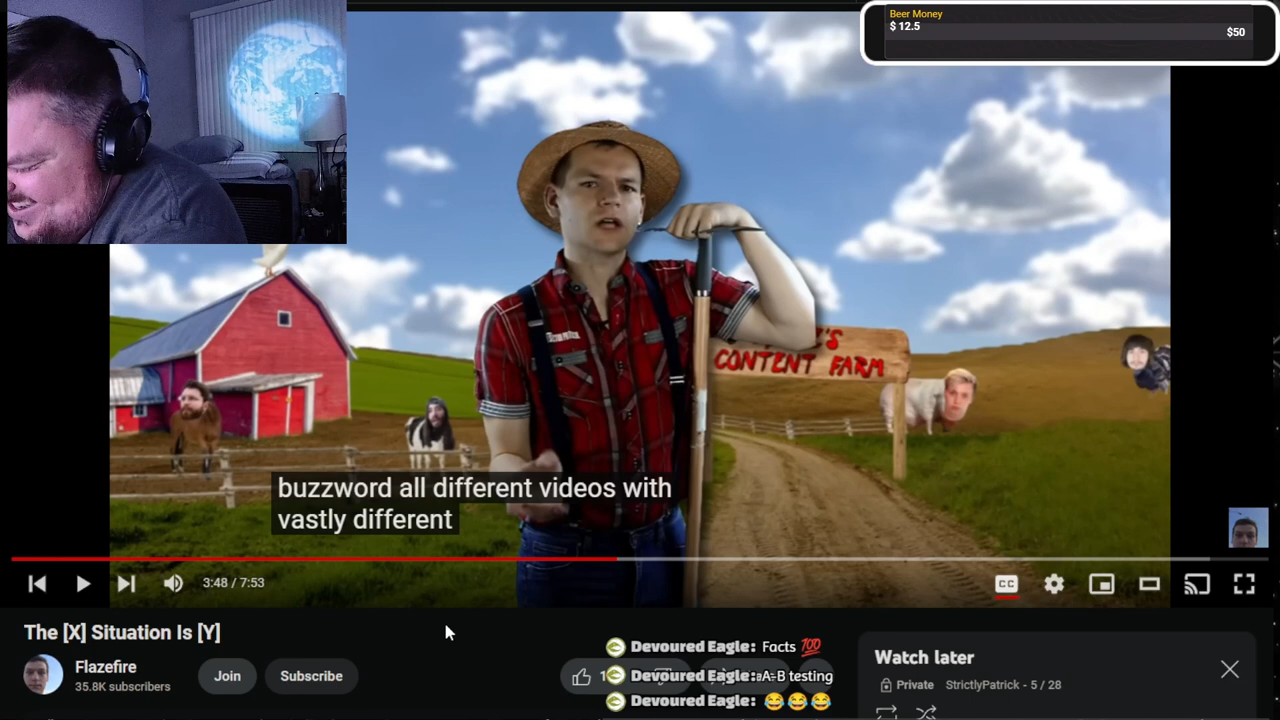 Beer Money
$ 12.5
$50
'S
CONTENT FARM
buzzword all different videos with
vastly different
3:48 / 7:53
CC
The [X] Situation Is [Y]
Flazefire
35.8K subscribers
Join
Subscribe
Devoured Eagle: Facts 💯
Devoured Eagle: A-B testing
Devoured Eagle: 😂😂😂
Watch later
Private StrictlyPatrick - 5 / 28